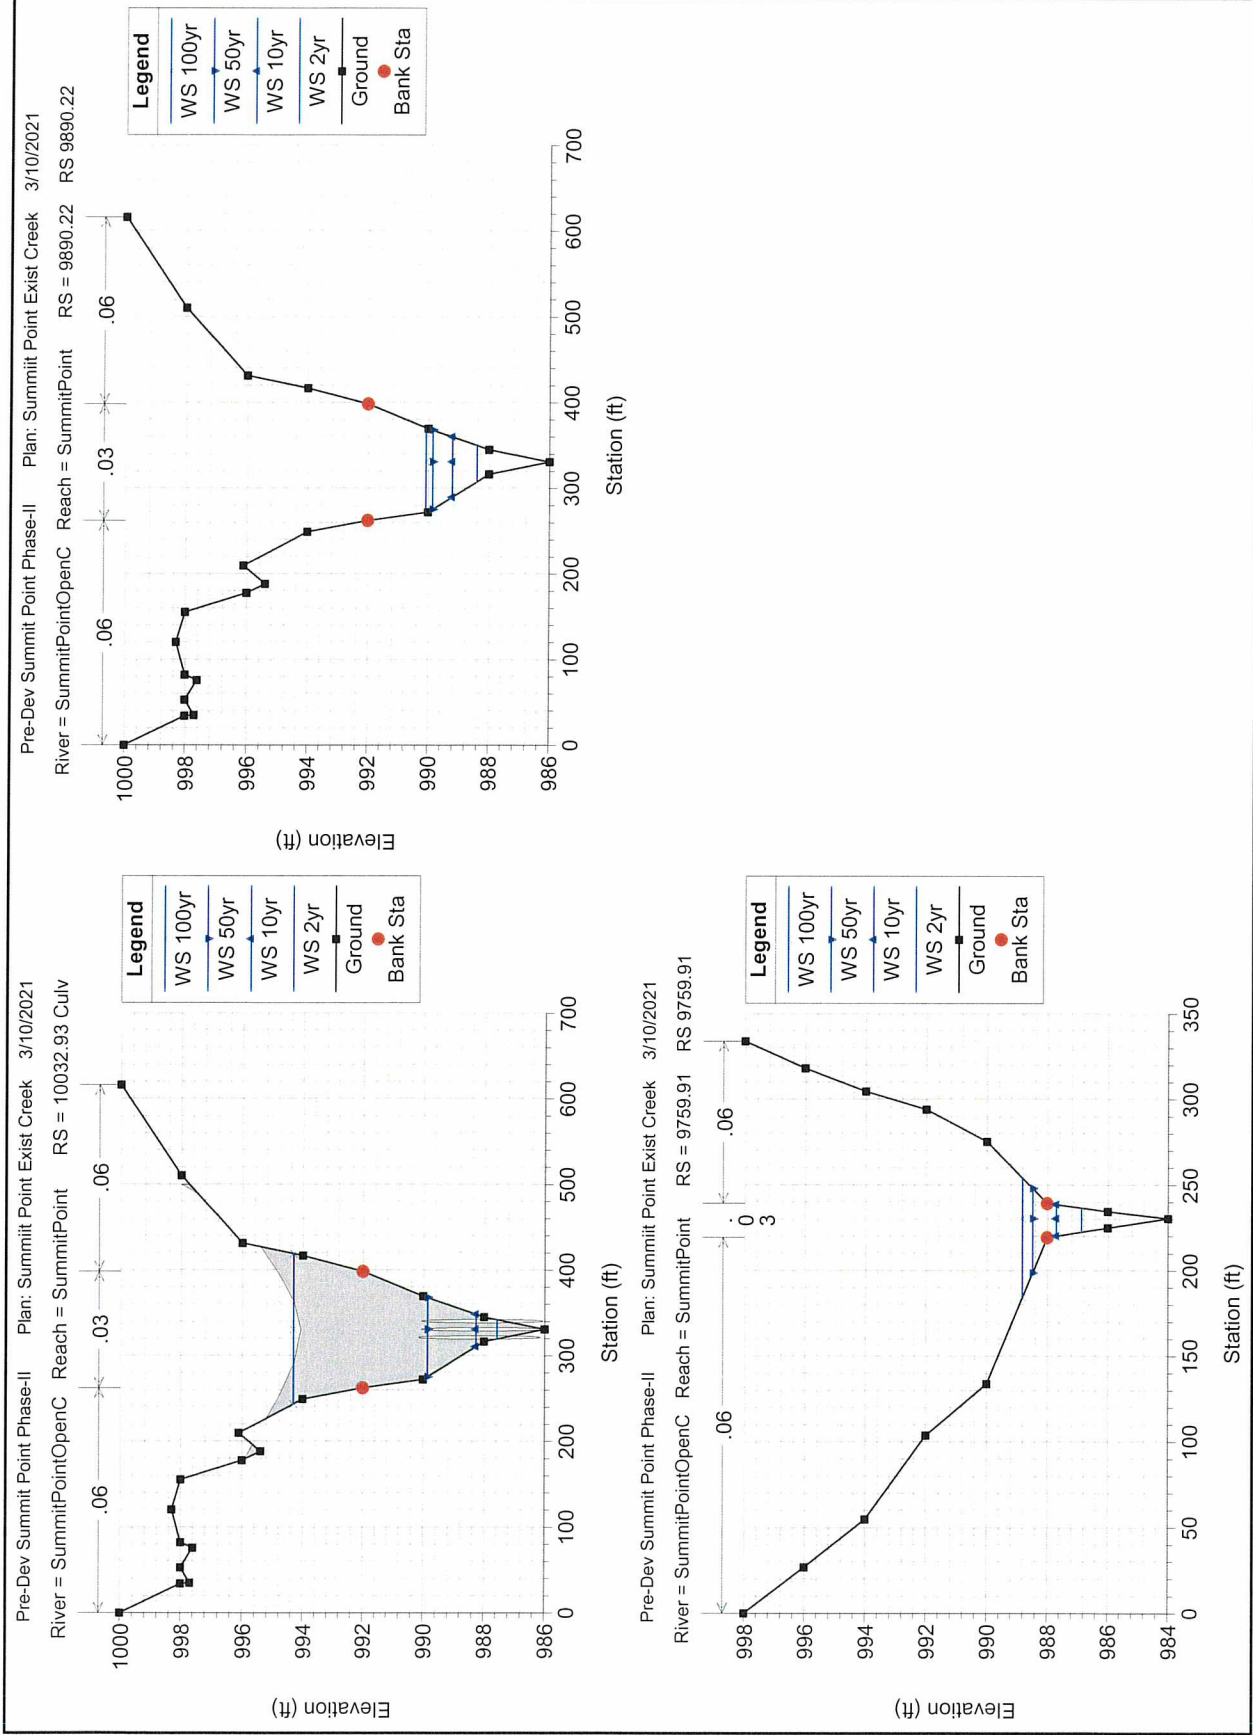 Pre-Dev Summit Point Phase-II Plan: Summiit Point Exist Creek 3/10/2021
River = SummitPointOpenC Reach = SummitPoint RS = 10032.93 Culv
.06
.03
.06
1000
998
996
994
992
990
988
986
Elevation (ft)
0
100
200
300
400
500
600
700
Station (ft)
Legend
WS 100yr
WS 50yr
WS 10yr
WS 2yr
Ground
Bank Sta
Pre-Dev Summit Point Phase-II Plan: Summiit Point Exist Creek 3/10/2021
River = SummitPointOpenC Reach = SummitPoint RS = 9890.22 RS 9890.22
.06
.03
.06
1000
998
996
994
992
990
988
986
Elevation (ft)
0
100
200
300
400
500
600
700
Station (ft)
Legend
WS 100yr
WS 50yr
WS 10yr
WS 2yr
Ground
Bank Sta
Pre-Dev Summit Point Phase-II Plan: Summiit Point Exist Creek 3/10/2021
River = SummitPointOpenC Reach = SummitPoint RS = 9759.91 RS 9759.91
.06
.
0
3
.06
998
996
994
992
990
988
986
984
Elevation (ft)
0
50
100
150
200
250
300
350
Station (ft)
Legend
WS 100yr
WS 50yr
WS 10yr
WS 2yr
Ground
Bank Sta